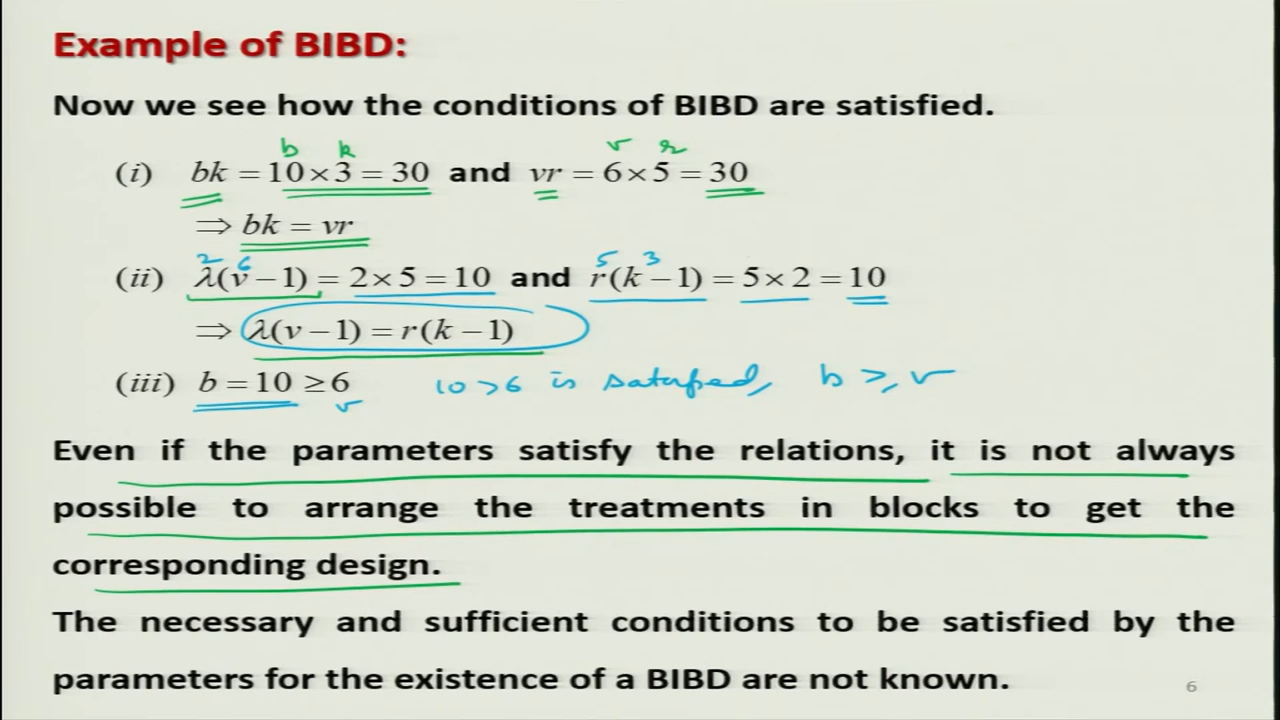 Example of BIBD:
Now we see how the conditions of BIBD are satisfied.
b k v r
(i) bk = 10 × 3 = 30 and vr = 6 × 5 = 30
⇒ bk = vr
2 6 5 3
(ii) λ(v − 1) = 2 × 5 = 10 and r(k − 1) = 5 × 2 = 10
⇒ λ(v − 1) = r(k − 1)
(iii) b = 10 ≥ 6 10 > 6 is satisfied, b ≥ v
v
Even if the parameters satisfy the relations, it is not always
possible to arrange the treatments in blocks to get the
corresponding design.
The necessary and sufficient conditions to be satisfied by the
parameters for the existence of a BIBD are not known.
6